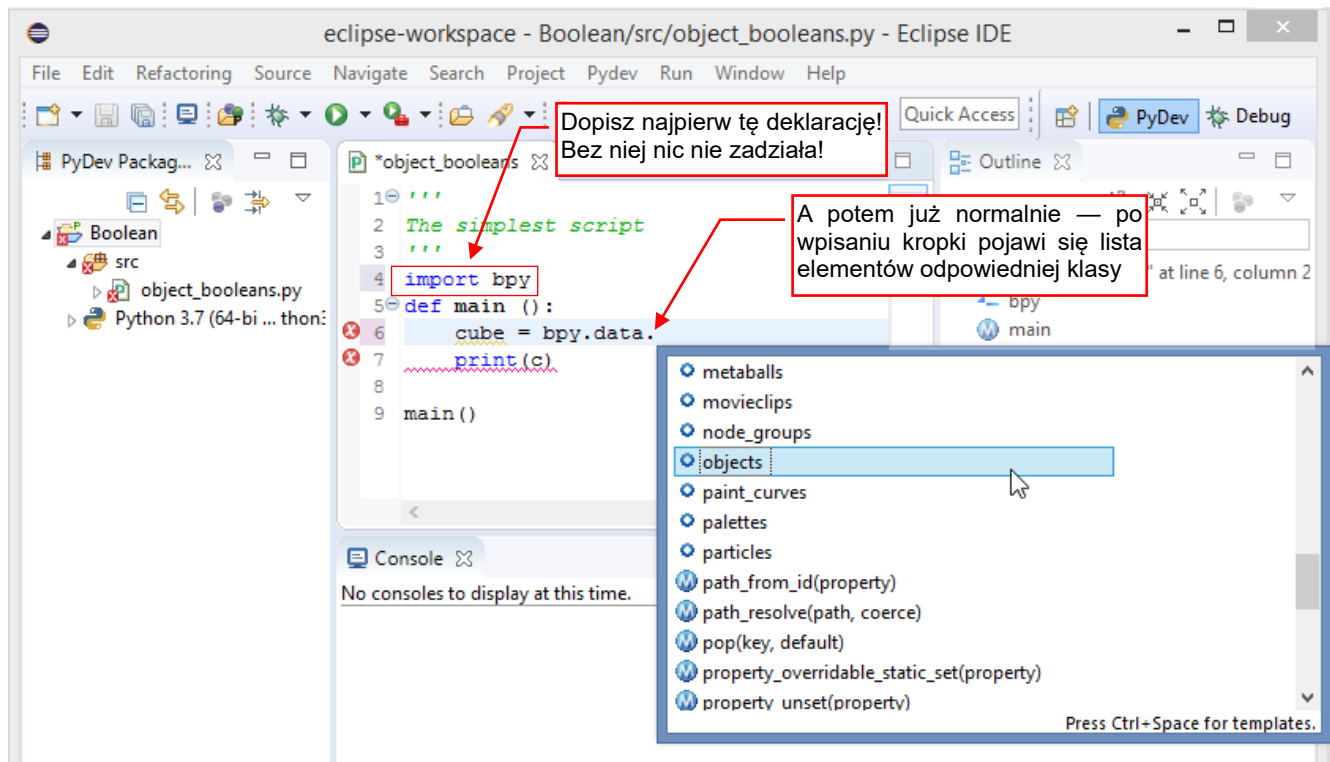 eclipse-workspace - Boolean/src/object_booleans.py - Eclipse IDE
File Edit Refactoring Source Navigate Search Project Pydev Run Window Help
Quick Access
PyDev
Debug
Dopisz najpierw tę deklarację!
Bez niej nic nie zadziała!
PyDev Packag...
*object_booleans
Outline
Boolean
src
object_booleans.py
Python 3.7 (64-bi ... thon3
1 '''
2 The simplest script
3 '''
4 import bpy
5 def main ():
6 cube = bpy.data.
7 print(c)
8
9 main()
A potem już normalnie — po
wpisaniu kropki pojawi się lista
elementów odpowiedniej klasy
" at line 6, column 2
bpy
main
metaballs
movieclips
node_groups
objects
paint_curves
palettes
particles
path_from_id(property)
path_resolve(path, coerce)
pop(key, default)
property_overridable_static_set(property)
property_unset(property)
Press Ctrl+Space for templates.
Console
No consoles to display at this time.